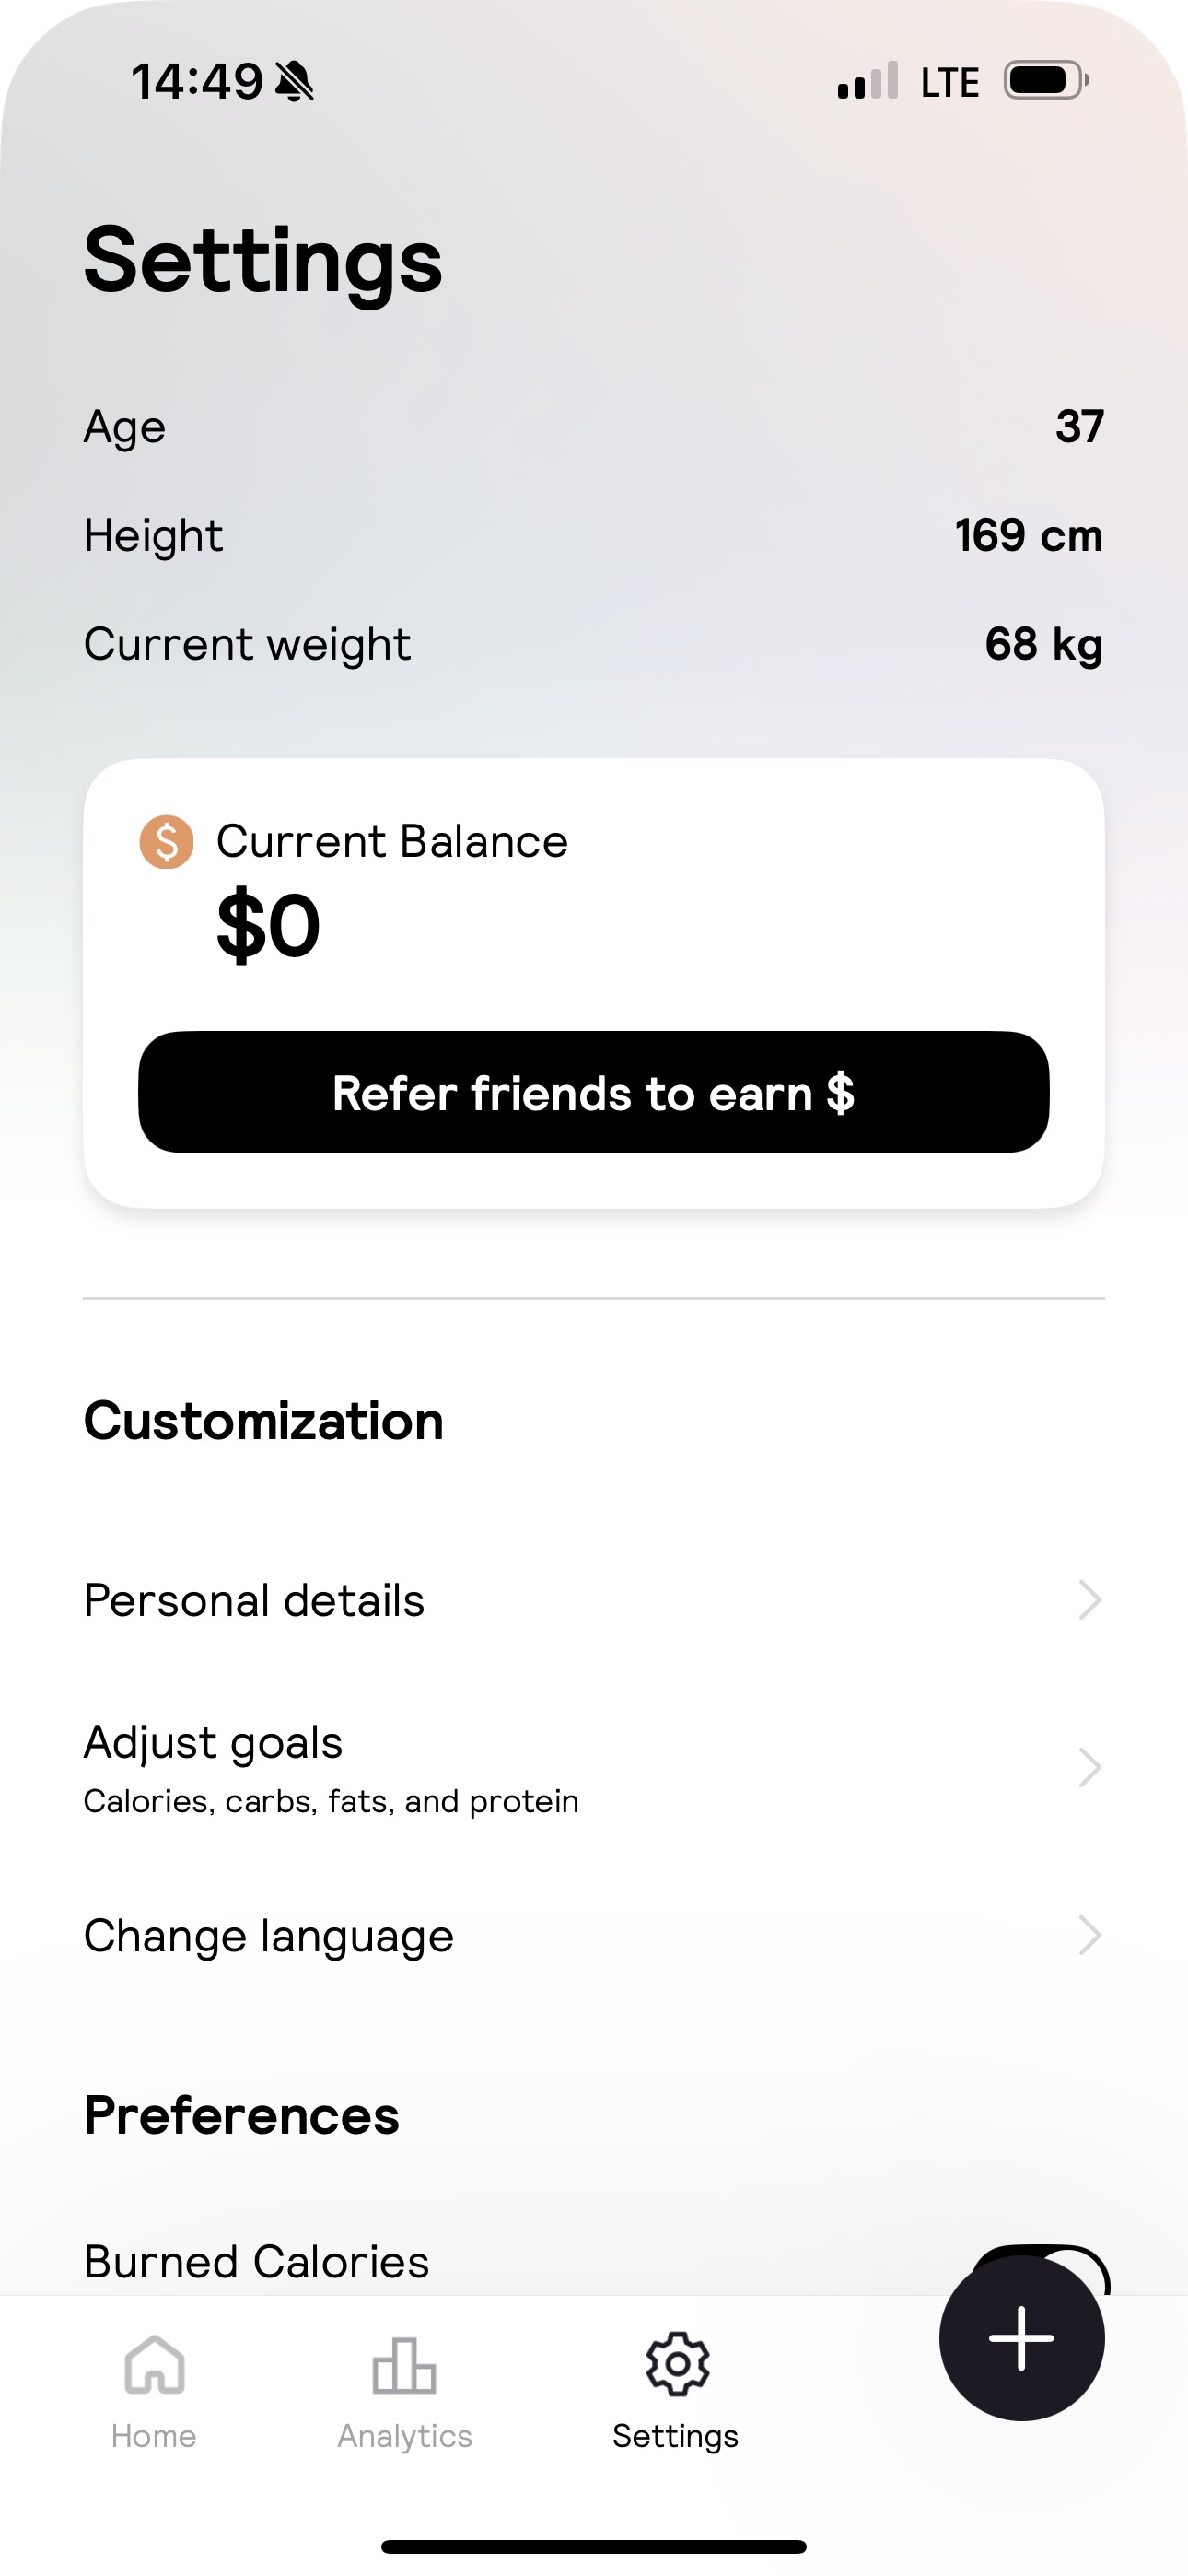 14:49 LTE
Settings
Age 37
Height 169 cm
Current weight 68 kg
$ Current Balance
$0
Refer friends to earn $
Customization
Personal details
Adjust goals
Calories, carbs, fats, and protein
Change language
Preferences
Burned Calories
Home Analytics Settings